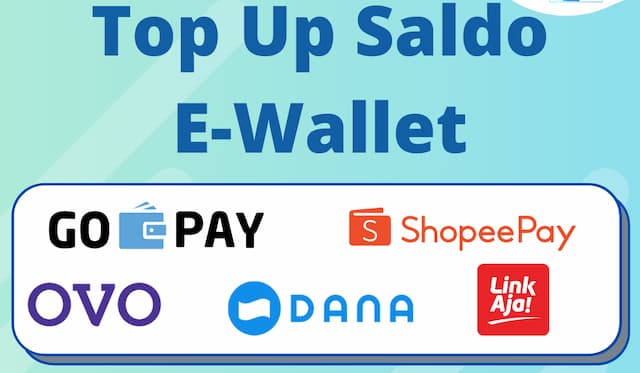 Top Up Saldo
E-Wallet
GO PAY
S ShopeePay
OVO
DANA
Link
Aja!